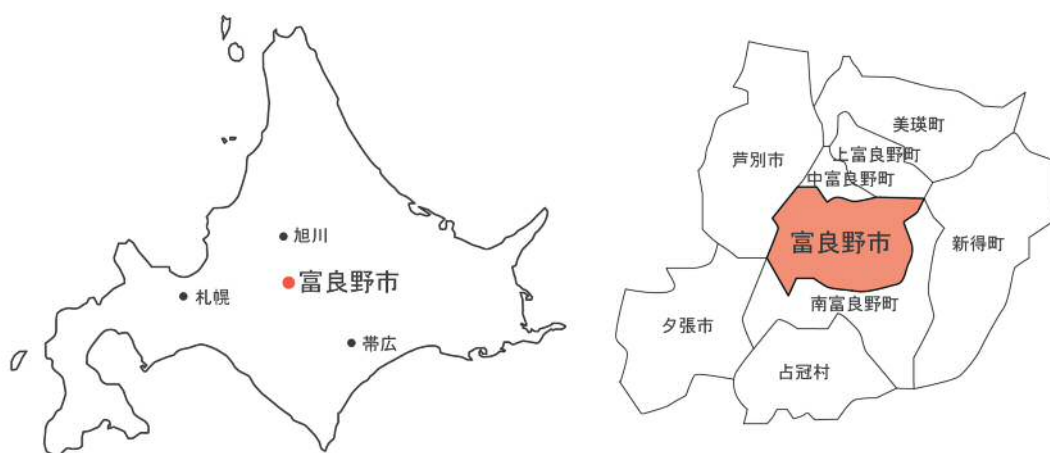 旭川
富良野市
札幌
帯広
美瑛町
芦別市
上富良野町
中富良野町
富良野市
新得町
南富良野町
夕張市
占冠村